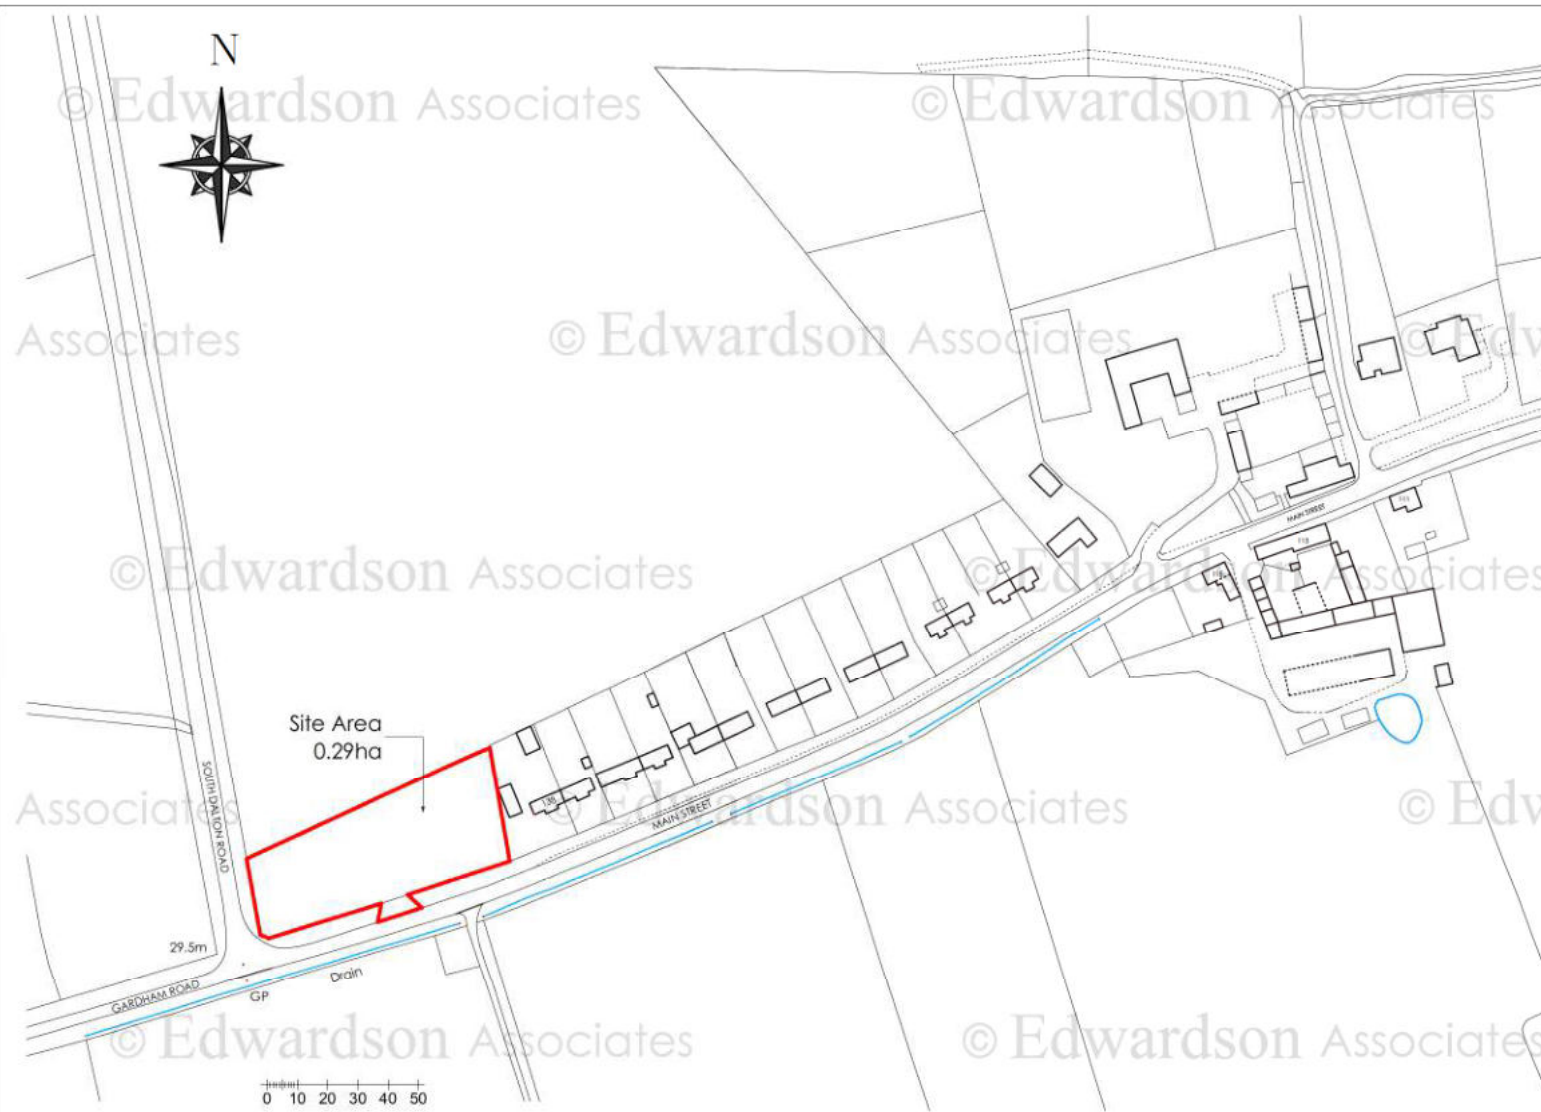 N
© Edwardson Associates
© Edwardson Associates
Associates
© Edwardson Associates
© Edw
© Edwardson Associates
© Edwardson Associates
MAIN STREET
Site Area
0.29ha
SOUTH DALTON ROAD
136
MAIN STREET
Associates
© Edwardson Associates
© Edw
29.5m
GARDHAM ROAD
GP
Drain
© Edwardson Associates
© Edwardson Associates
0 10 20 30 40 50